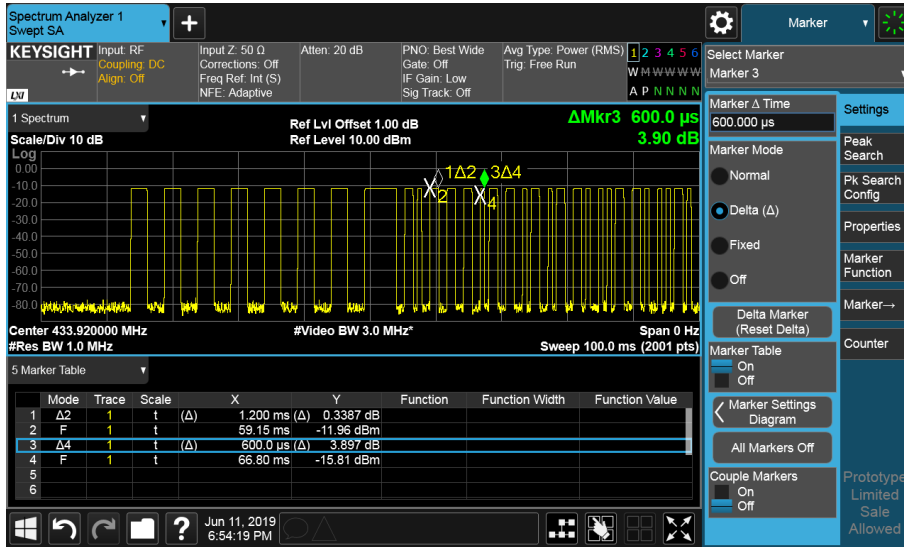 Spectrum Analyzer 1
Swept SA
KEYSIGHT
Input: RF
Coupling: DC
Align: Off
LXI
Input Z: 50 Ω
Corrections: Off
Freq Ref: Int (S)
NFE: Adaptive
Atten: 20 dB
PNO: Best Wide
Gate: Off
IF Gain: Low
Sig Track: Off
Avg Type: Power (RMS)
Trig: Free Run
1 2 3 4 5 6
W M W W W W
A P N N N N
1 Spectrum
Scale/Div 10 dB
Ref Lvl Offset 1.00 dB
Ref Level 10.00 dBm
ΔMkr3 600.0 µs
3.90 dB
Log
0.00
-10.0
-20.0
-30.0
-40.0
-50.0
-60.0
-70.0
-80.0
1Δ2
3Δ4
2
4
Center 433.920000 MHz
#Res BW 1.0 MHz
#Video BW 3.0 MHz*
Span 0 Hz
Sweep 100.0 ms (2001 pts)
5 Marker Table
Mode Trace Scale X Y Function Function Width Function Value
1 Δ2 1 t (Δ) 1.200 ms (Δ) 0.3387 dB
2 F 1 t 59.15 ms -11.96 dBm
3 Δ4 1 t (Δ) 600.0 µs (Δ) 3.897 dB
4 F 1 t 66.80 ms -15.81 dBm
5
6
?
Jun 11, 2019
6:54:19 PM
Marker
Select Marker
Marker 3
Marker Δ Time
600.000 µs
Marker Mode
Normal
Delta (Δ)
Fixed
Off
Delta Marker
(Reset Delta)
Marker Table
On
Off
Marker Settings
Diagram
All Markers Off
Couple Markers
On
Off
Settings
Peak
Search
Pk Search
Config
Properties
Marker
Function
Marker→
Counter
Prototype
Limited
Sale
Allowed